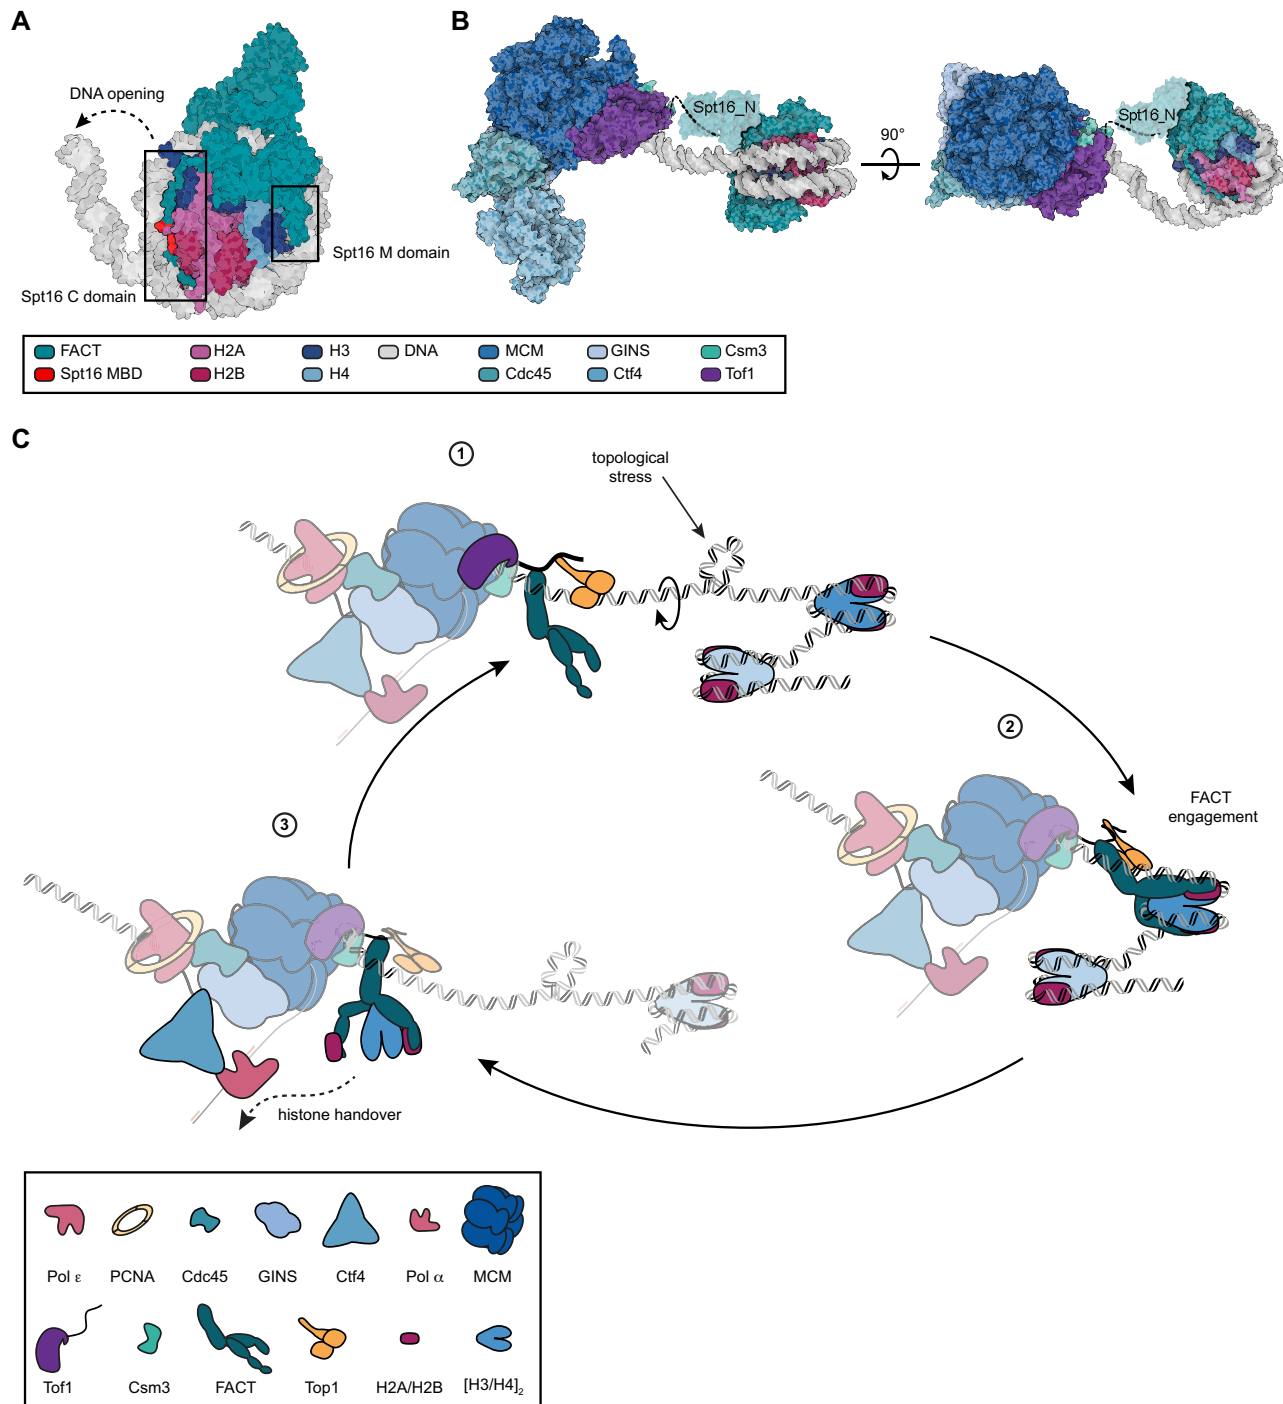 A
B
DNA opening
Spt16 M domain
Spt16 C domain
Spt16_N
90°
Spt16_N
FACT
H2A
H3
DNA
MCM
GINS
Csm3
Spt16 MBD
H2B
H4
Cdc45
Ctf4
Tof1
C
1
topological
stress
2
FACT
engagement
3
histone handover
Pol ε
PCNA
Cdc45
GINS
Ctf4
Pol α
MCM
Tof1
Csm3
FACT
Top1
H2A/H2B
[H3/H4]₂